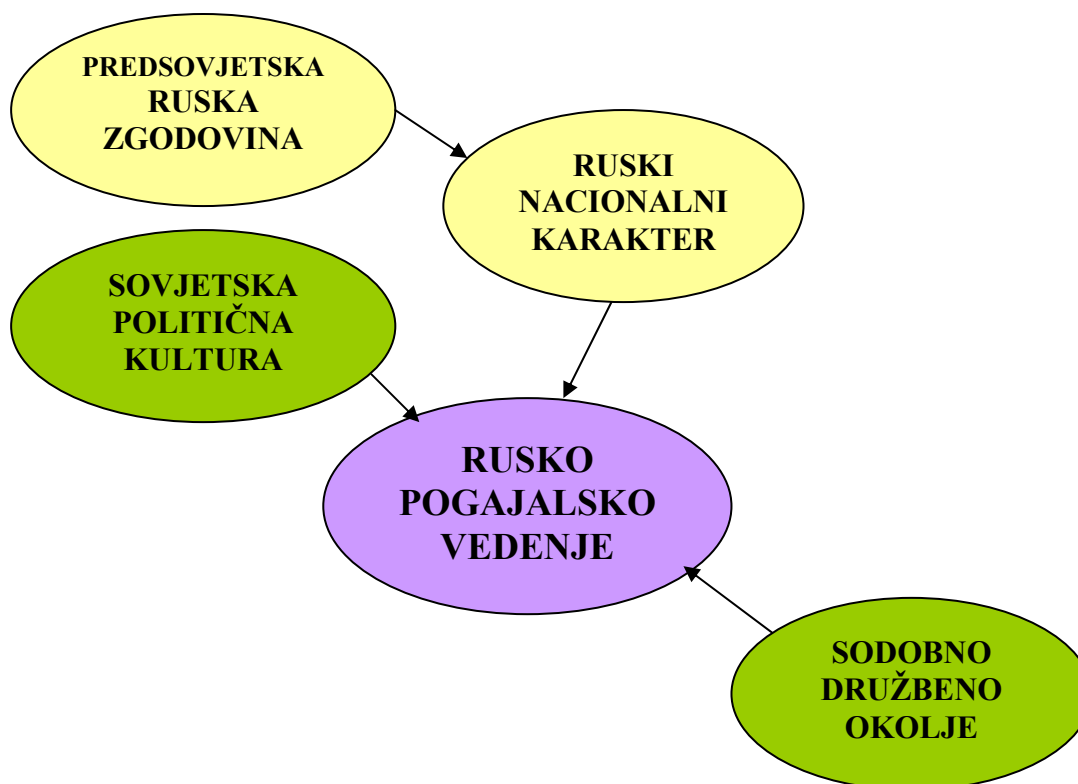 PREDSOVJETSKA
RUSKA
ZGODOVINA
RUSKI
NACIONALNI
KARAKTER
SOVJETSKA
POLITIČNA
KULTURA
RUSKO
POGAJALSKO
VEDENJE
SODOBNO
DRUŽBENO
OKOLJE